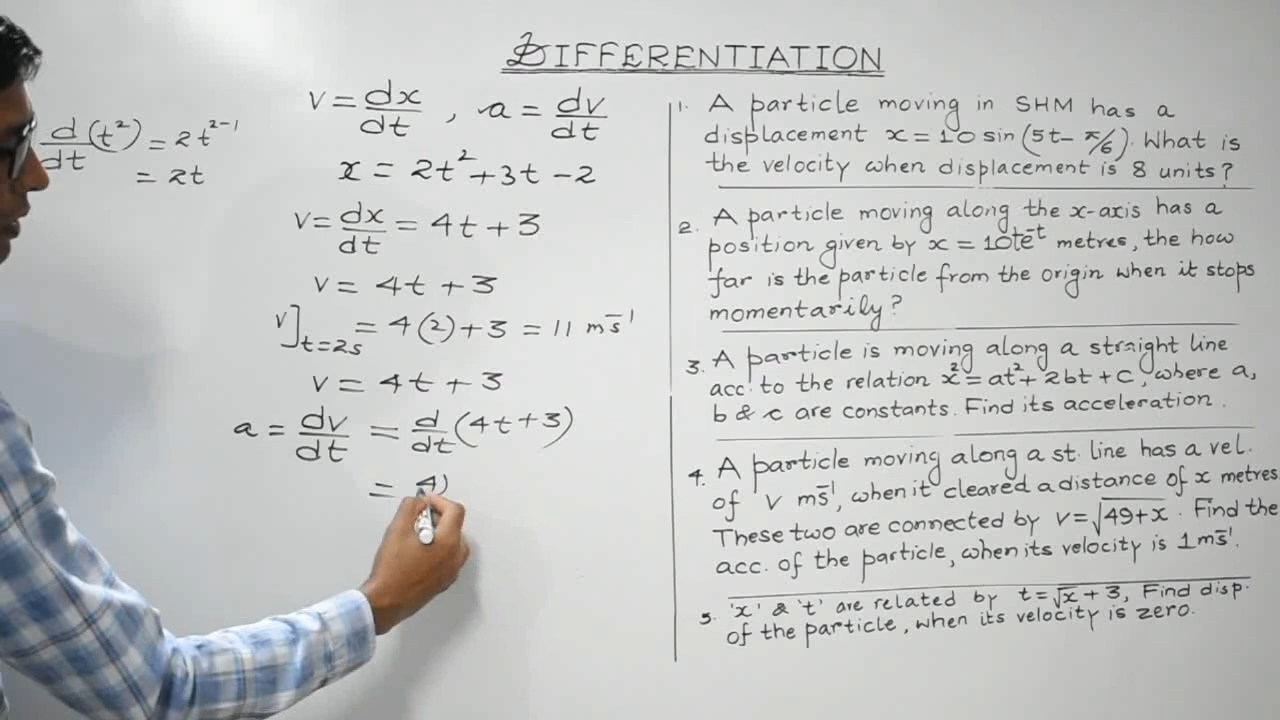 DIFFERENTIATION
d/dt (t²) = 2t²⁻¹
= 2t
v = dx/dt , a = dv/dt
x = 2t² + 3t - 2
v = dx/dt = 4t + 3
v = 4t + 3
v]t=2s = 4(2) + 3 = 11 ms⁻¹
v = 4t + 3
a = dv/dt = d/dt (4t + 3)
= 4
1. A particle moving in SHM has a
displacement x = 10 sin(5t - π/6). What is
the velocity when displacement is 8 units?
2. A particle moving along the x-axis has a
position given by x = 10te⁻ᵗ metres, the how
far is the particle from the origin when it stops
momentarily?
3. A particle is moving along a straight line
acc. to the relation x² = at² + 2bt + c, where a,
b & c are constants. Find its acceleration.
4. A particle moving along a st. line has a vel.
of v ms⁻¹, when it cleared a distance of x metres
These two are connected by v = √49+x. Find the
acc. of the particle, when its velocity is 1ms⁻¹.
5. 'x' & 't' are related by t = √x + 3, Find disp.
of the particle, when its velocity is zero.